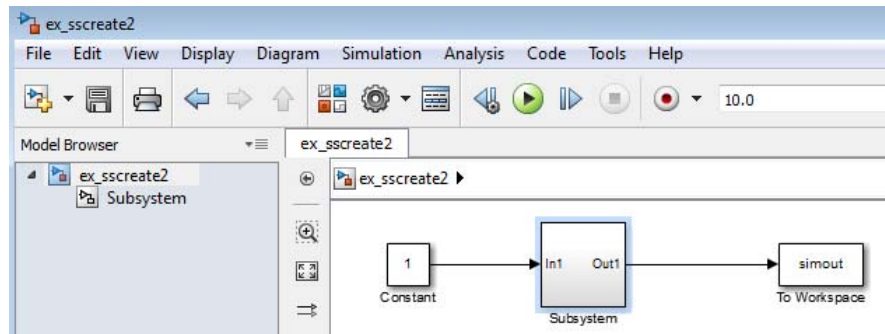 ex_sscreate2
File Edit View Display Diagram Simulation Analysis Code Tools Help
10.0
Model Browser
ex_sscreate2
ex_sscreate2
Subsystem
ex_sscreate2
1
In1 Out1
simout
Constant
Subsystem
To Workspace